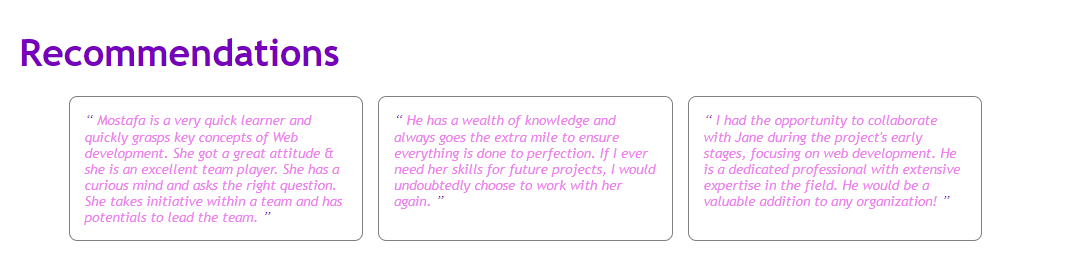 Recommendations
“ Mostafa is a very quick learner and
quickly grasps key concepts of Web
development. She got a great attitude &
she is an excellent team player. She has a
curious mind and asks the right question.
She takes initiative within a team and has
potentials to lead the team. ”
“ He has a wealth of knowledge and
always goes the extra mile to ensure
everything is done to perfection. If I ever
need her skills for future projects, I would
undoubtedly choose to work with her
again. ”
“ I had the opportunity to collaborate
with Jane during the project's early
stages, focusing on web development. He
is a dedicated professional with extensive
expertise in the field. He would be a
valuable addition to any organization! ”